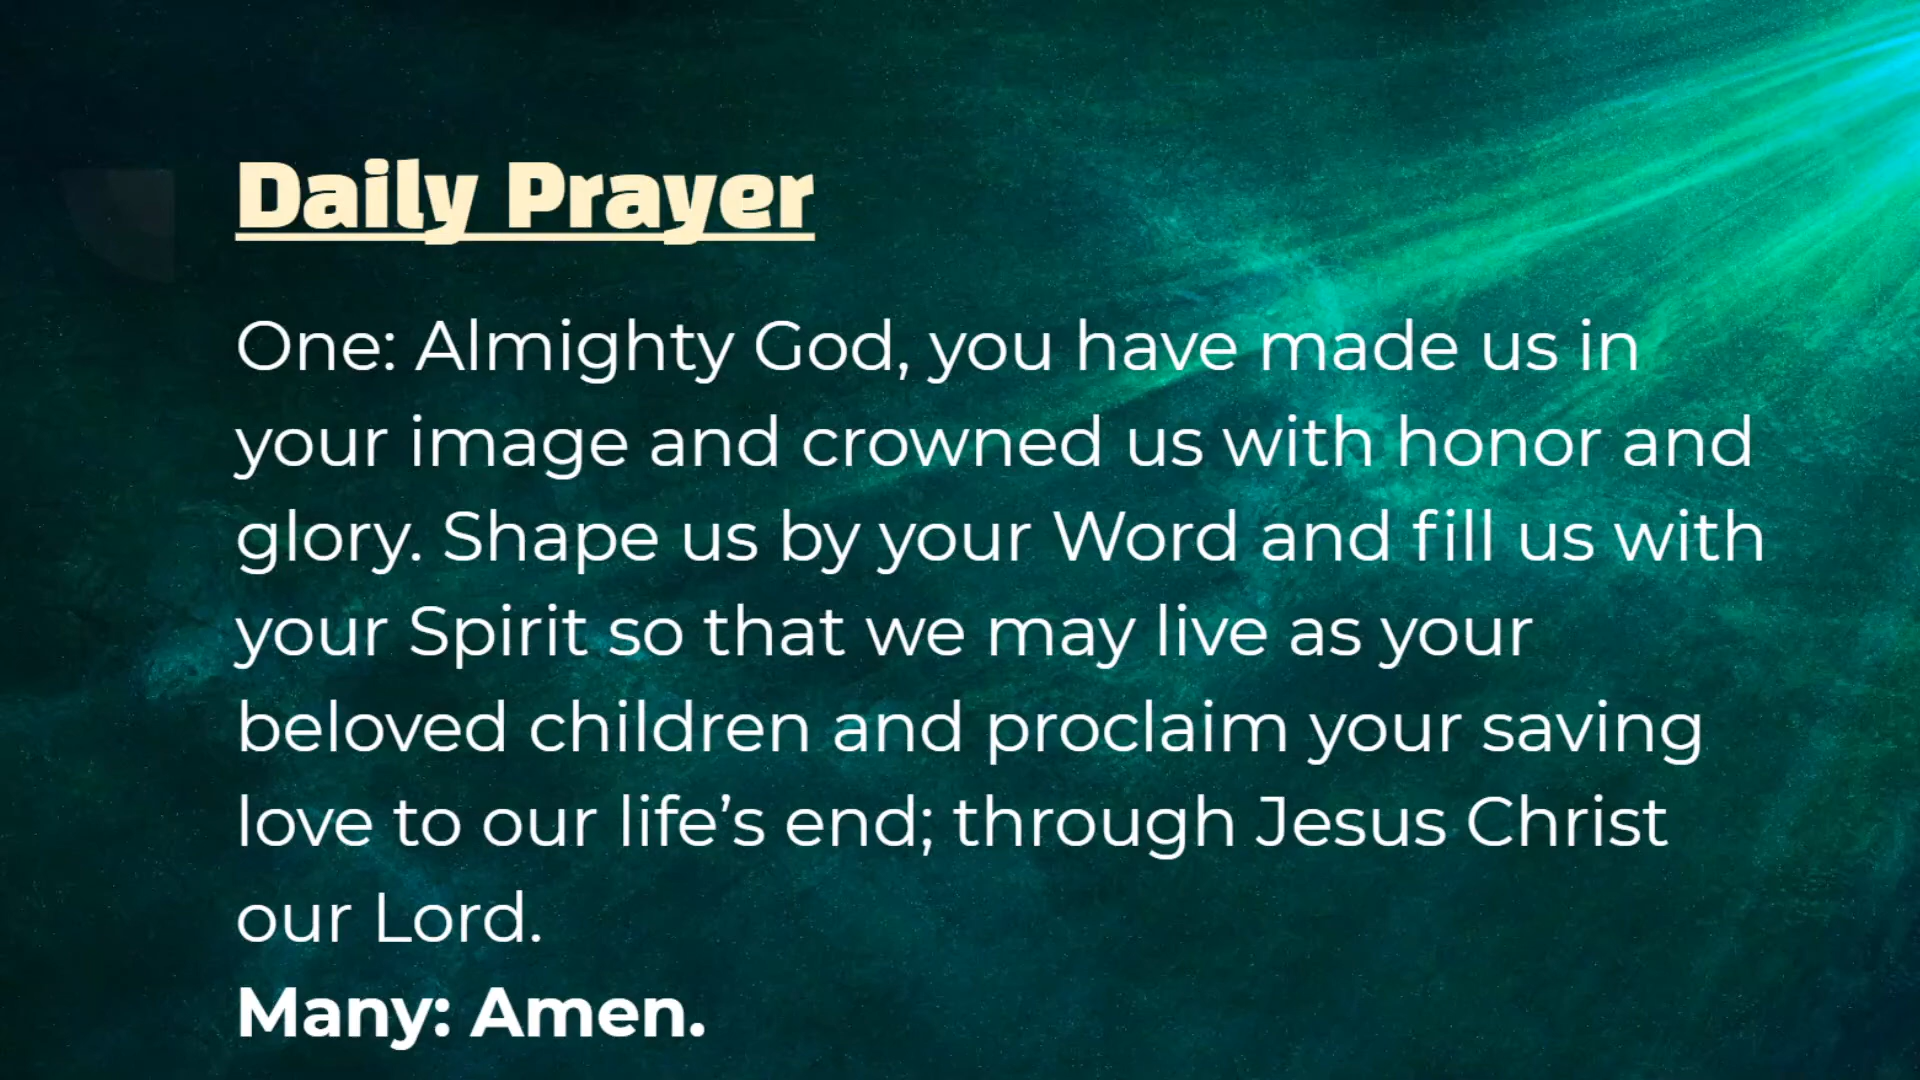 Daily Prayer
One: Almighty God, you have made us in
your image and crowned us with honor and
glory. Shape us by your Word and fill us with
your Spirit so that we may live as your
beloved children and proclaim your saving
love to our life’s end; through Jesus Christ
our Lord.
Many: Amen.